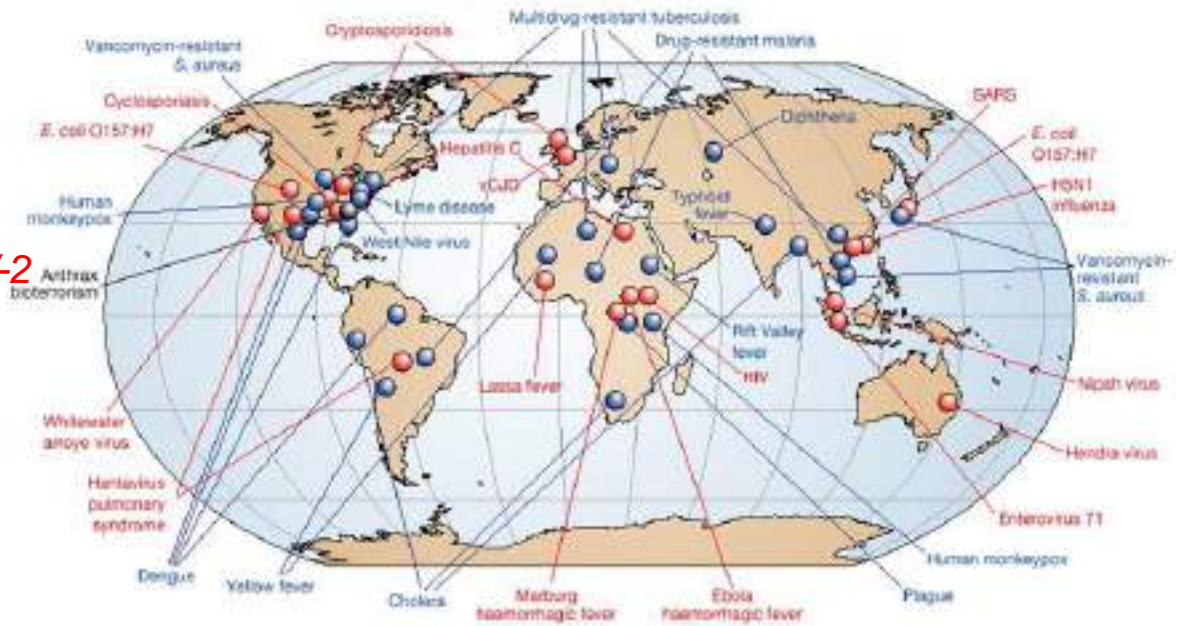 Multidrug-resistant tuberculosis
Cryptosporidiosis
Drug-resistant malaria
Vancomycin-resistant
S. aureus
Cyclosporiasis
SARS
E. coli O157:H7
Diphtheria
E. coli
O157:H7
Hepatitis C
vCJD
H5N1
influenza
Human
monkeypox
Lyme disease
Typhoid
fever
West Nile virus
-2
Anthrax
bioterrorism
Vancomycin-
resistant
S. aureus
Rift Valley
fever
HIV
Lassa fever
Nipah virus
Whitewater
arroyo virus
Hendra virus
Hantavirus
pulmonary
syndrome
Enterovirus 71
Human monkeypox
Dengue
Yellow fever
Cholera
Marburg
haemorrhagic fever
Ebola
haemorrhagic fever
Plague